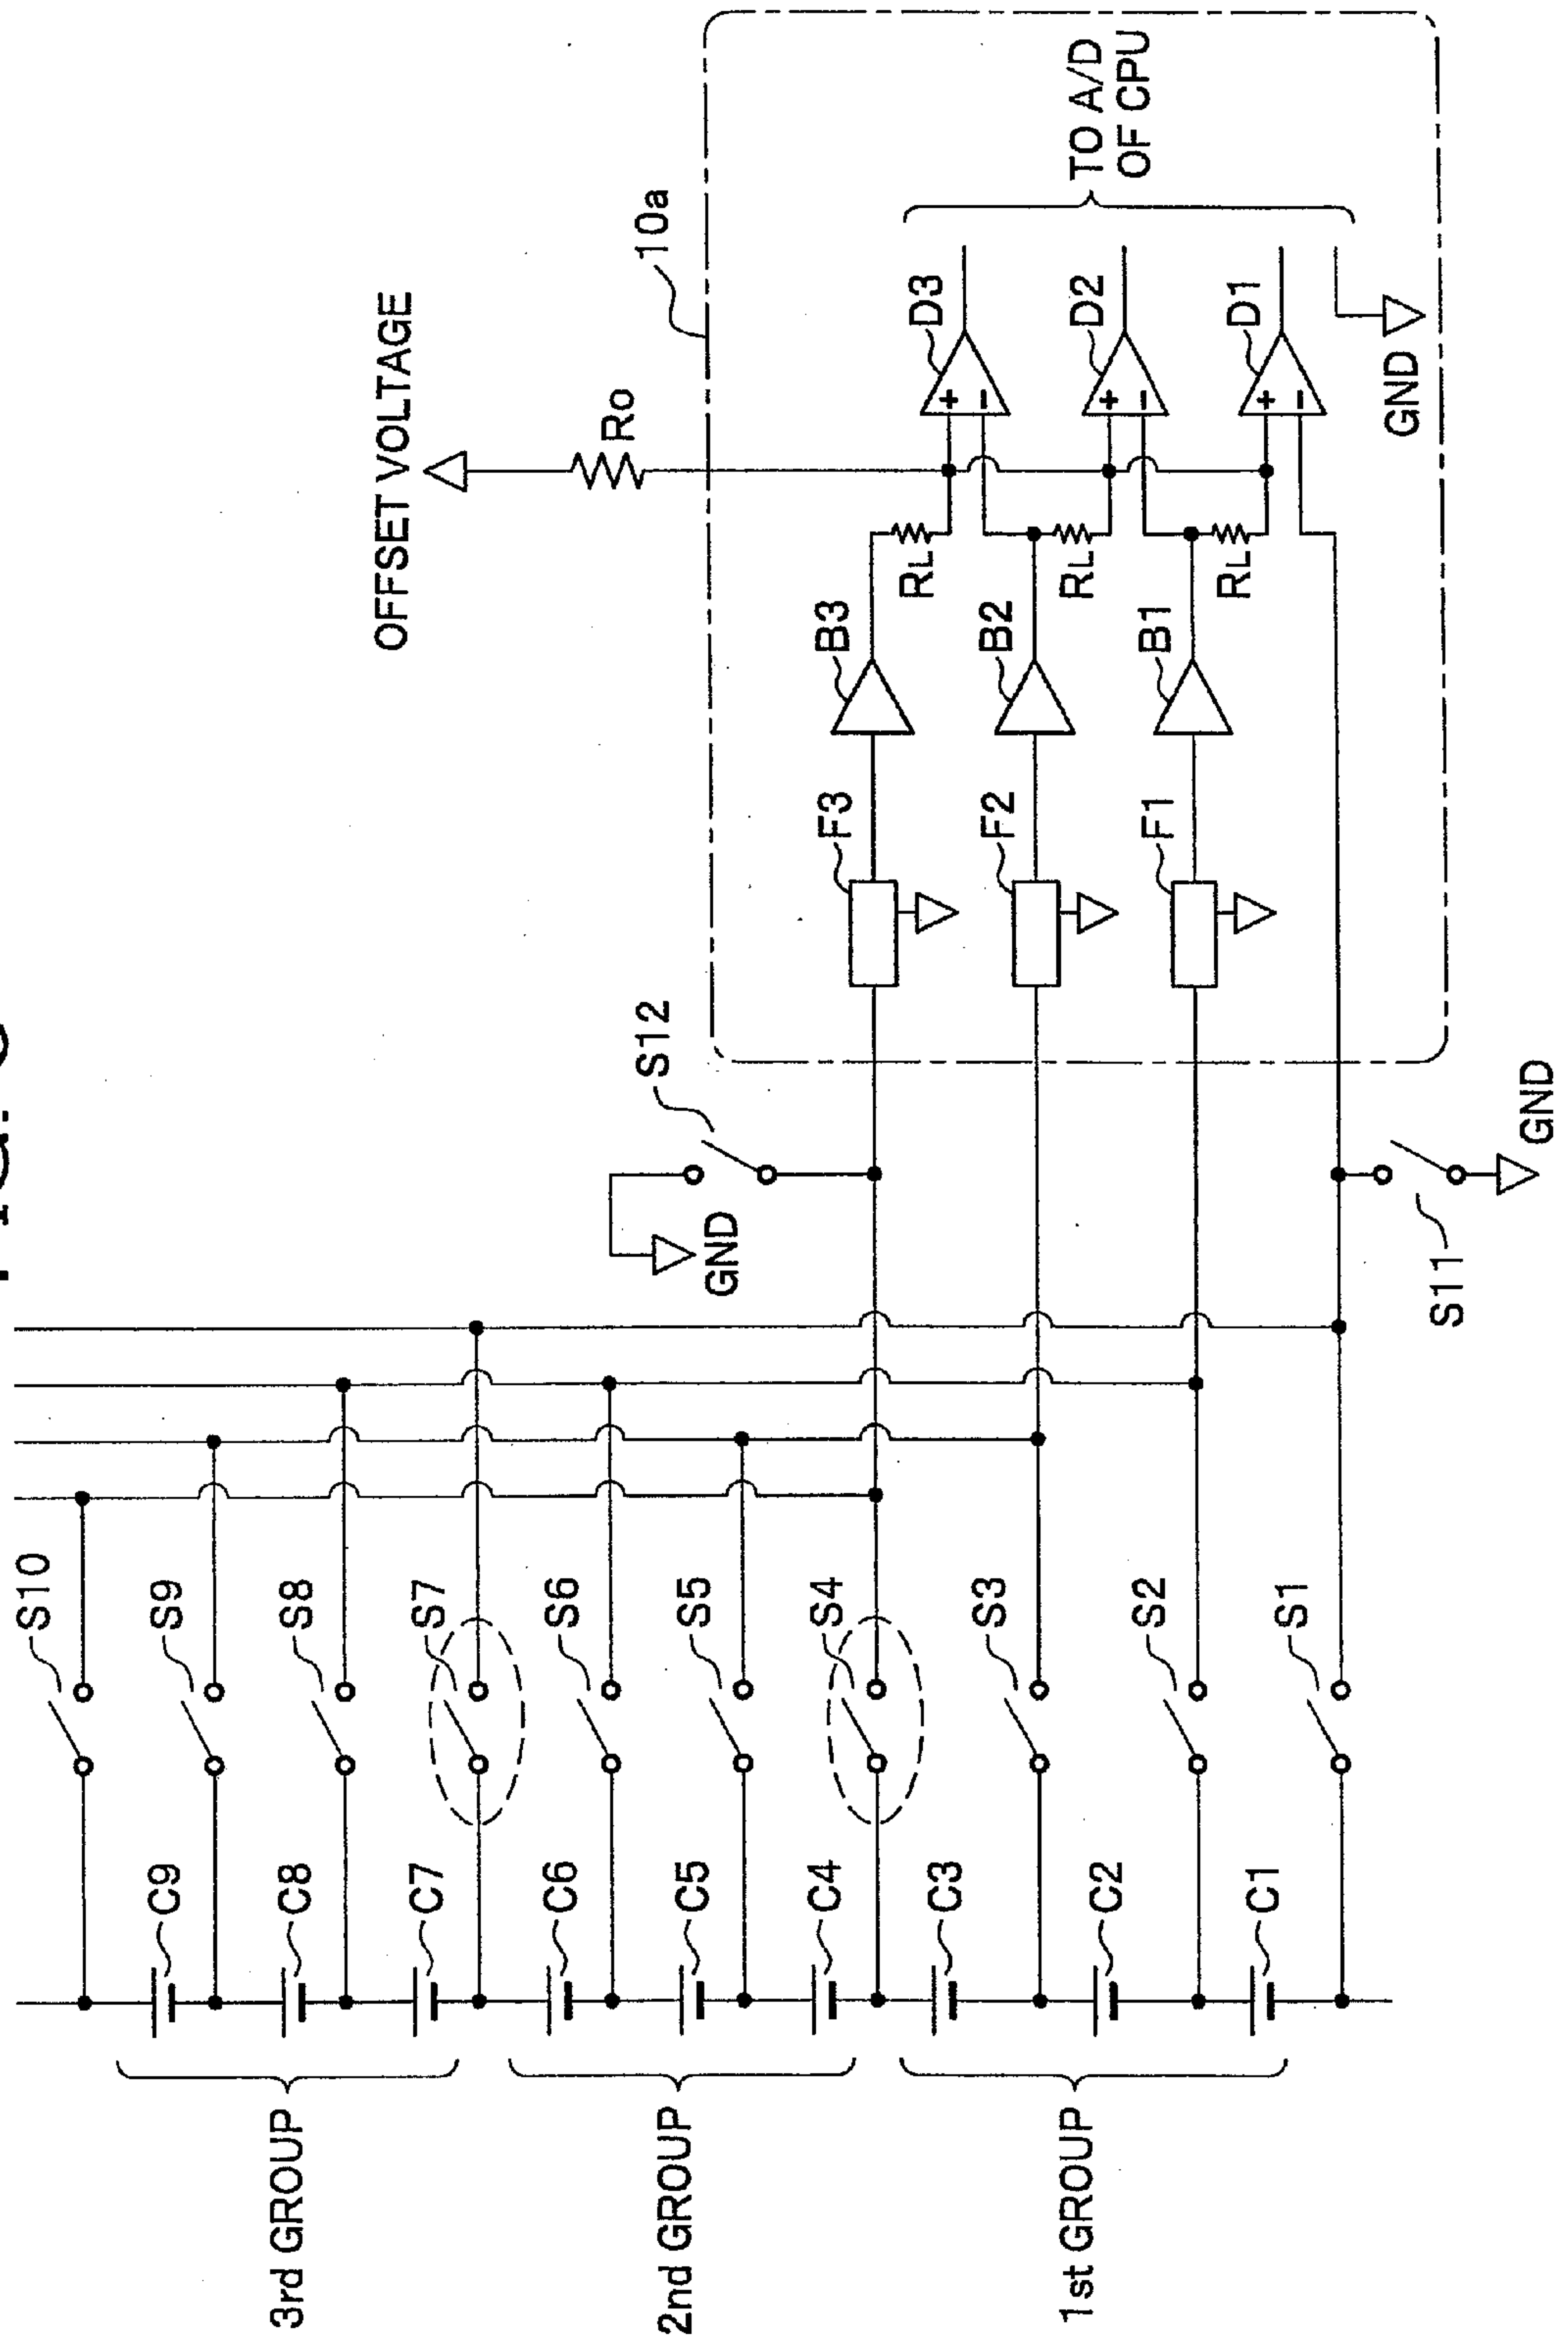 S10
C9
S9
3rd GROUP
C8
S8
C7
S7
OFFSET VOLTAGE
C6
S6
Ro
S12
10a
2nd GROUP
C5
S5
GND
C4
S4
F3
B3
RL
D3
+
−
C3
S3
F2
B2
RL
D2
+
−
TO A/D
OF CPU
1st GROUP
C2
S2
F1
B1
RL
D1
+
−
C1
S1
GND
S11
GND